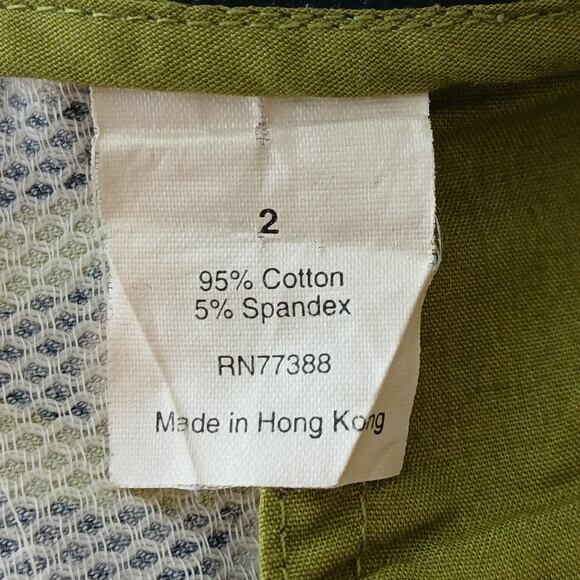 2
95% Cotton
5% Spandex
RN77388
Made in Hong Kong